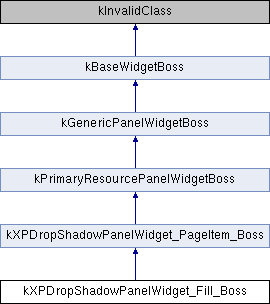 kInvalidClass
kBaseWidgetBoss
kGenericPanelWidgetBoss
kPrimaryResourcePanelWidgetBoss
kXPDropShadowPanelWidget_PageItem_Boss
kXPDropShadowPanelWidget_Fill_Boss